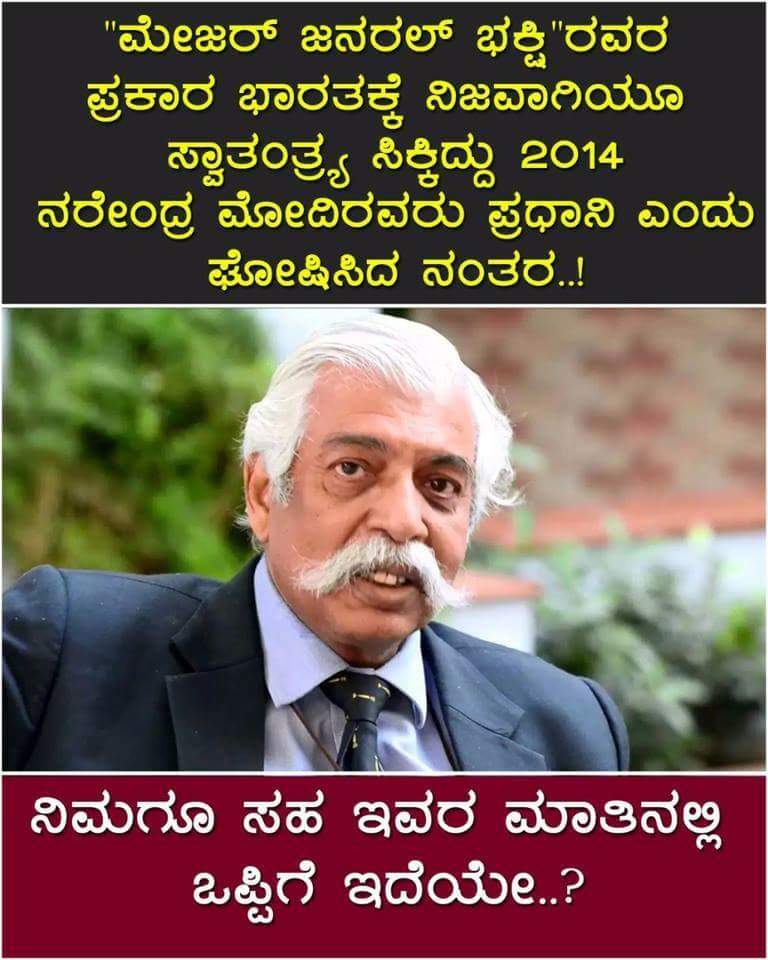 "ಮೇಜರ್ ಜನರಲ್ ಭಕ್ಷಿ"ರವರ
ಪ್ರಕಾರ ಭಾರತಕ್ಕೆ ನಿಜವಾಗಿಯೂ
ಸ್ವಾತಂತ್ರ್ಯ ಸಿಕ್ಕಿದ್ದು 2014
ನರೇಂದ್ರ ಮೋದಿರವರು ಪ್ರಧಾನಿ ಎಂದು
ಘೋಷಿಸಿದ ನಂತರ..!
ನಿಮಗೂ ಸಹ ಇವರ ಮಾತಿನಲ್ಲಿ
ಒಪ್ಪಿಗೆ ಇದೆಯೇ..?